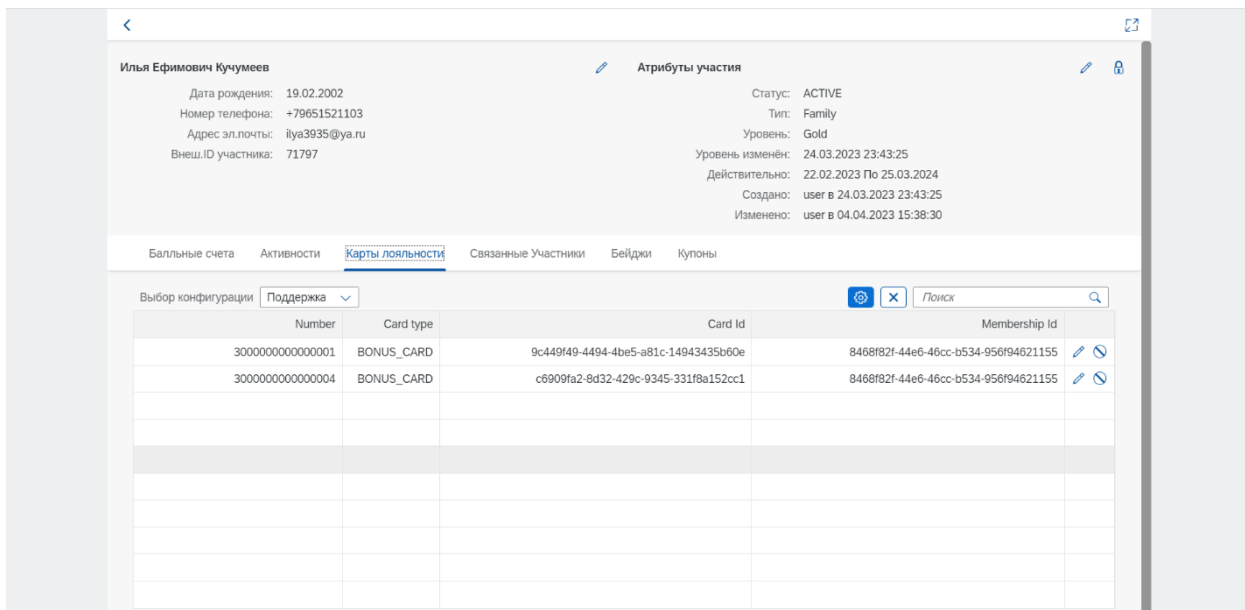 Илья Ефимович Кучумеев
Дата рождения: 19.02.2002
Номер телефона: +79651521103
Адрес эл.почты: ilya3935@ya.ru
Внеш.ID участника: 71797
Атрибуты участия
Статус: ACTIVE
Тип: Family
Уровень: Gold
Уровень изменён: 24.03.2023 23:43:25
Действительно: 22.02.2023 По 25.03.2024
Создано: user в 24.03.2023 23:43:25
Изменено: user в 04.04.2023 15:38:30
Балльные счета Активности Карты лояльности Связанные Участники Бейджи Купоны
Выбор конфигурации Поддержка Поиск
Number Card type Card Id Membership Id
3000000000000001 BONUS_CARD 9c449f49-4494-4be5-a81c-14943435b60e 8468f82f-44e6-46cc-b534-956f94621155
3000000000000004 BONUS_CARD c6909fa2-8d32-429c-9345-331f8a152cc1 8468f82f-44e6-46cc-b534-956f94621155